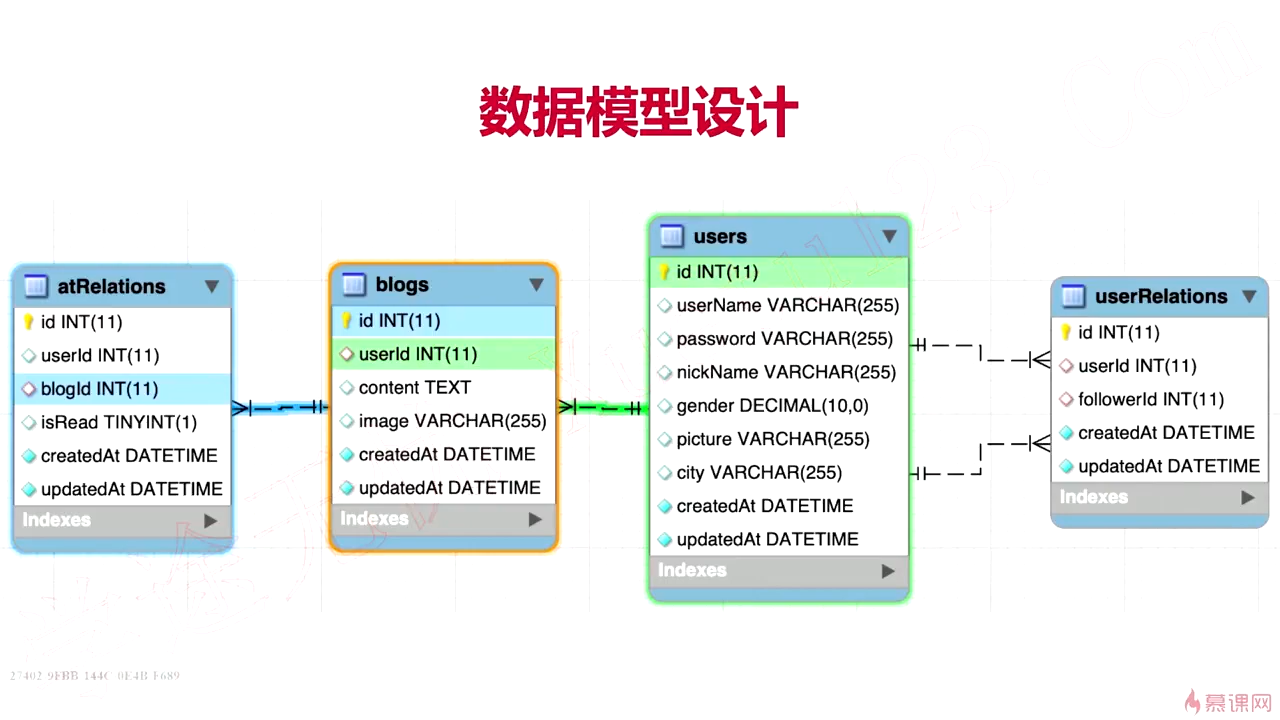 数据模型设计
atRelations
id INT(11)
userId INT(11)
blogId INT(11)
isRead TINYINT(1)
createdAt DATETIME
updatedAt DATETIME
Indexes
blogs
id INT(11)
userId INT(11)
content TEXT
image VARCHAR(255)
createdAt DATETIME
updatedAt DATETIME
Indexes
users
id INT(11)
userName VARCHAR(255)
password VARCHAR(255)
nickName VARCHAR(255)
gender DECIMAL(10,0)
picture VARCHAR(255)
city VARCHAR(255)
createdAt DATETIME
updatedAt DATETIME
Indexes
userRelations
id INT(11)
userId INT(11)
followerId INT(11)
createdAt DATETIME
updatedAt DATETIME
Indexes
27402 9FBB 144C 0E4B F689
慕课网